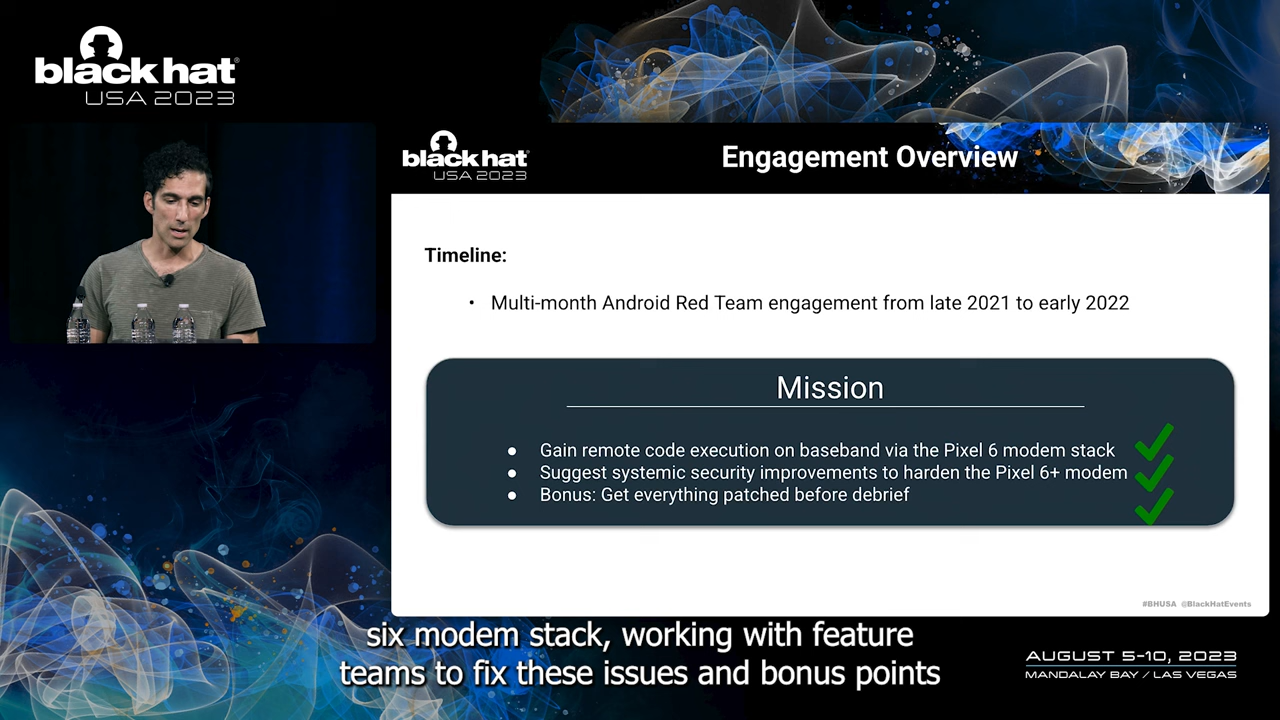 black hat®
USA 2023
black hat®
USA 2023
Engagement Overview
Timeline:
• Multi-month Android Red Team engagement from late 2021 to early 2022
Mission
● Gain remote code execution on baseband via the Pixel 6 modem stack
● Suggest systemic security improvements to harden the Pixel 6+ modem
● Bonus: Get everything patched before debrief
#BHUSA @BlackHatEvents
six modem stack, working with feature
teams to fix these issues and bonus points
AUGUST 5-10, 2023
MANDALAY BAY / LAS VEGAS